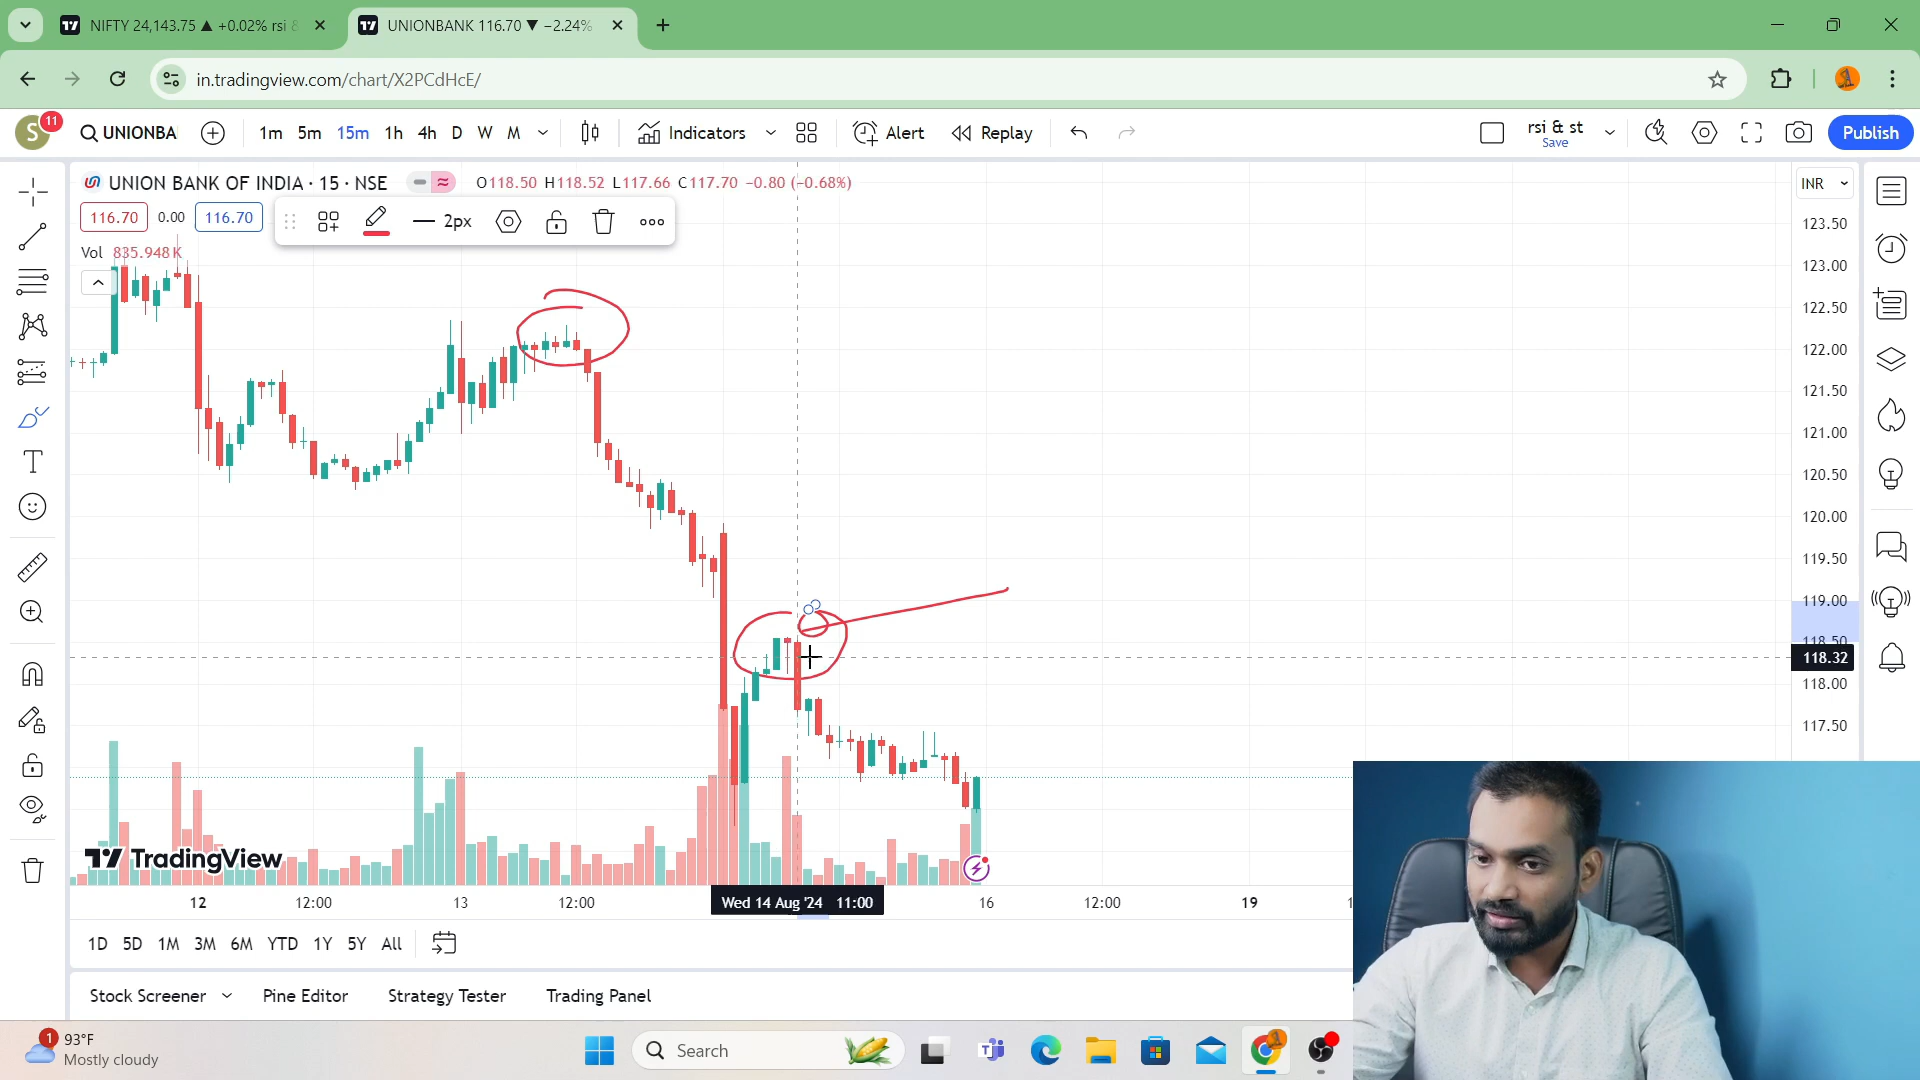 NIFTY 24,143.75 ▲ +0.02% rsi &
UNIONBANK 116.70 ▼ −2.24%
in.tradingview.com/chart/X2PCdHcE/
S
11
UNIONBA
1m 5m 15m 1h 4h D W M
Indicators
Alert
Replay
rsi & st
Save
Publish
UNION BANK OF INDIA · 15 · NSE
O118.50 H118.52 L117.66 C117.70 −0.80 (−0.68%)
INR
116.70 0.00 116.70
2px
Vol 835.948K
123.50
123.00
122.50
122.00
121.50
121.00
120.50
120.00
119.50
119.00
118.50
118.32
118.00
117.50
TradingView
12 12:00 13 12:00 Wed 14 Aug '24 11:00 16 12:00 19
1D 5D 1M 3M 6M YTD 1Y 5Y All
Stock Screener Pine Editor Strategy Tester Trading Panel
1
93°F
Mostly cloudy
Search